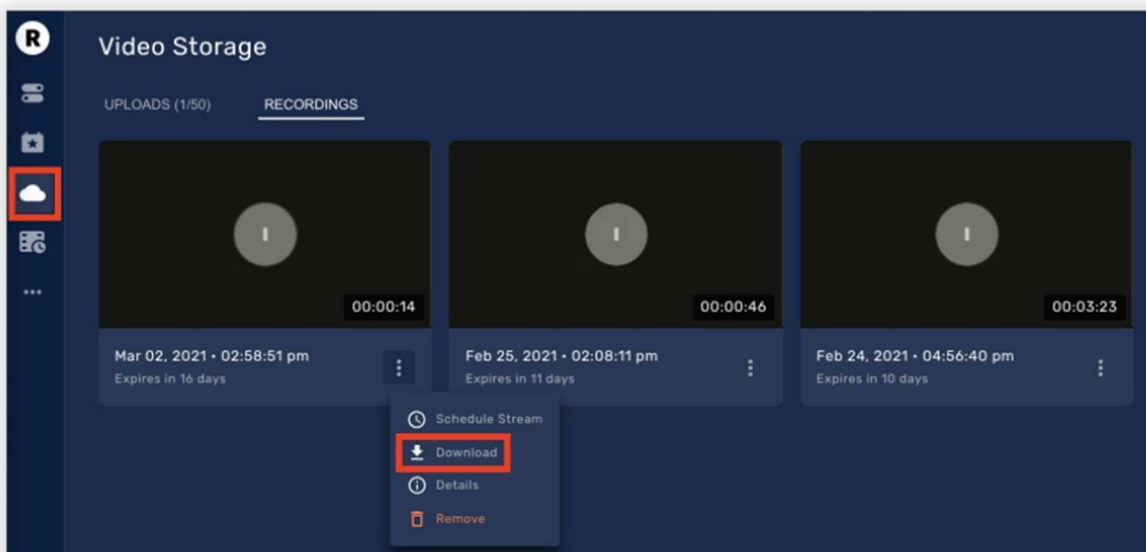 R
Video Storage
UPLOADS (1/50) RECORDINGS
I I I
00:00:14 00:00:46 00:03:23
Mar 02, 2021 • 02:58:51 pm Feb 25, 2021 • 02:08:11 pm Feb 24, 2021 • 04:56:40 pm
Expires in 16 days Expires in 11 days Expires in 10 days
Schedule Stream
Download
Details
Remove